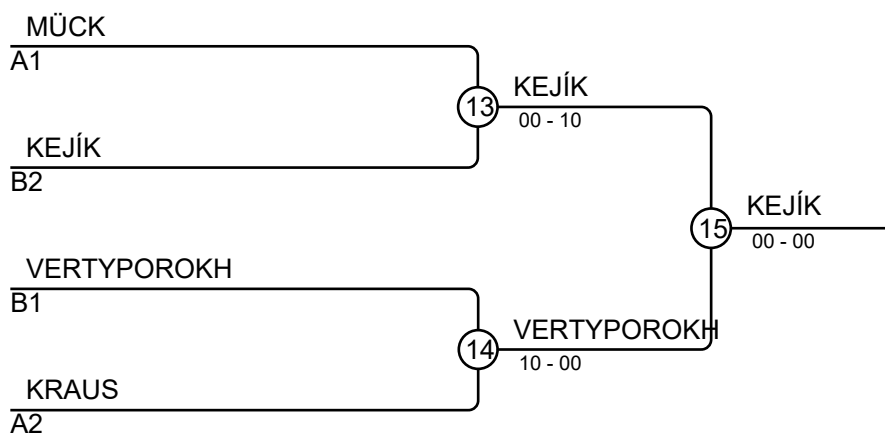 MÜCK
A1
13
KEJÍK
00 - 10
KEJÍK
B2
15
KEJÍK
00 - 00
VERTYPOROKH
B1
14
VERTYPOROKH
10 - 00
KRAUS
A2